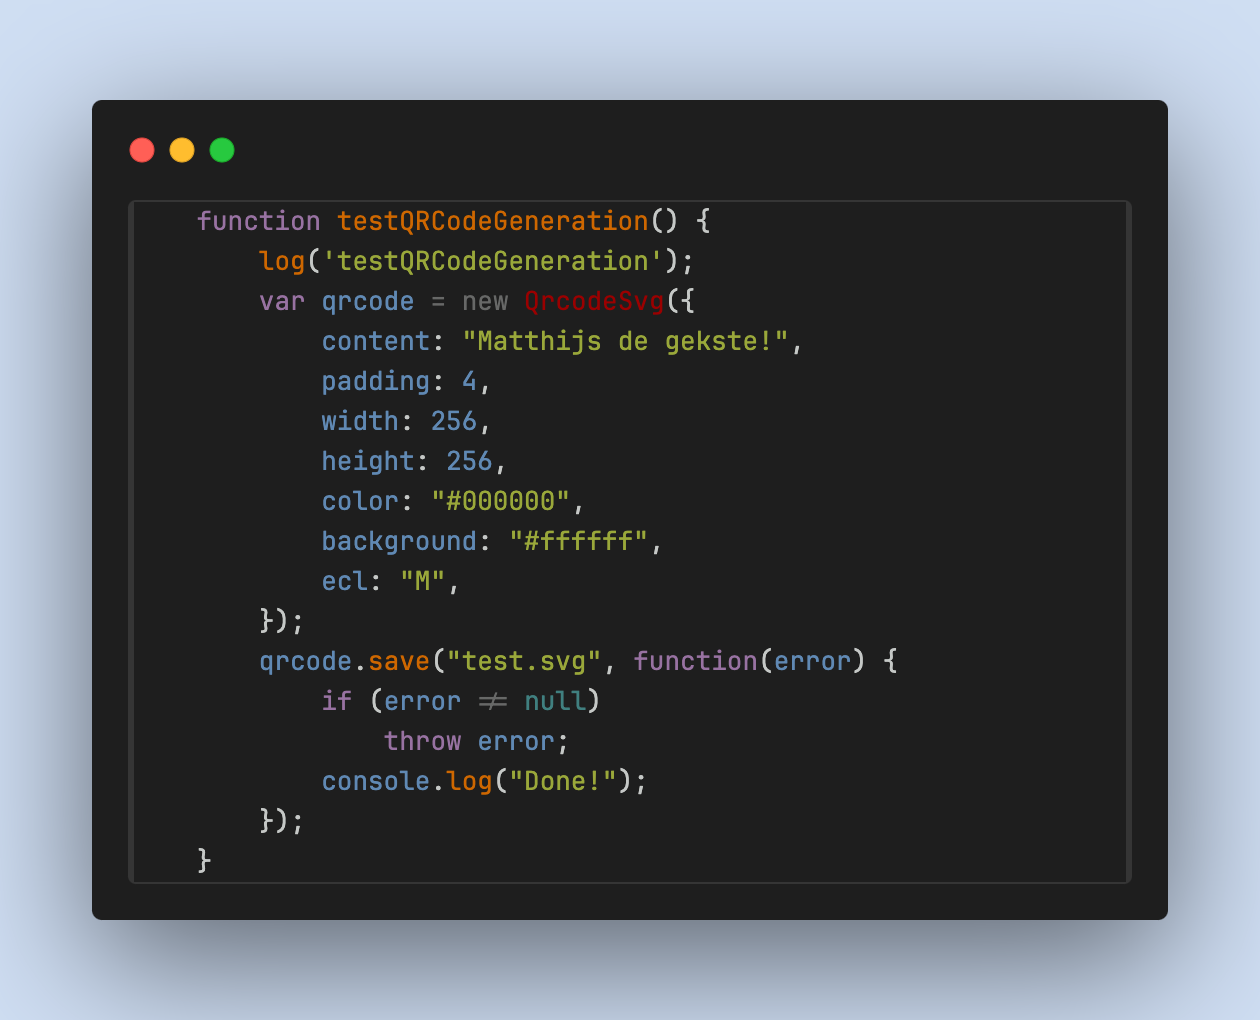 function testQRCodeGeneration() {
    log('testQRCodeGeneration');
    var qrcode = new QrcodeSvg({
        content: "Matthijs de gekste!",
        padding: 4,
        width: 256,
        height: 256,
        color: "#000000",
        background: "#ffffff",
        ecl: "M",
    });
    qrcode.save("test.svg", function(error) {
        if (error != null)
            throw error;
        console.log("Done!");
    });
}